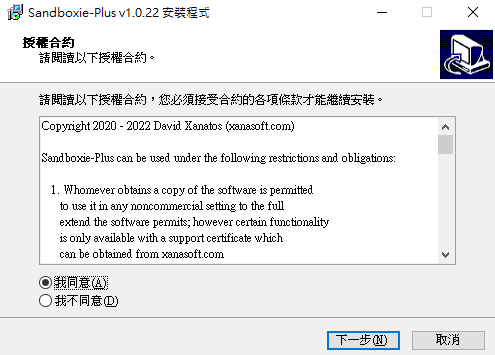 Sandboxie-Plus v1.0.22 安裝程式
授權合約
請閱讀以下授權合約。
請閱讀以下授權合約，您必須接受合約的各項條款才能繼續安裝。
Copyright 2020 - 2022 David Xanatos (xanasoft.com)
Sandboxie-Plus can be used under the following restrictions and obligations:
1. Whomever obtains a copy of the software is permitted
to use it in any noncommercial setting to the full
extend the software permits; however certain functionality
is only available with a support certificate which
can be obtained from xanasoft.com
我同意(A)
我不同意(D)
下一步(N)
取消